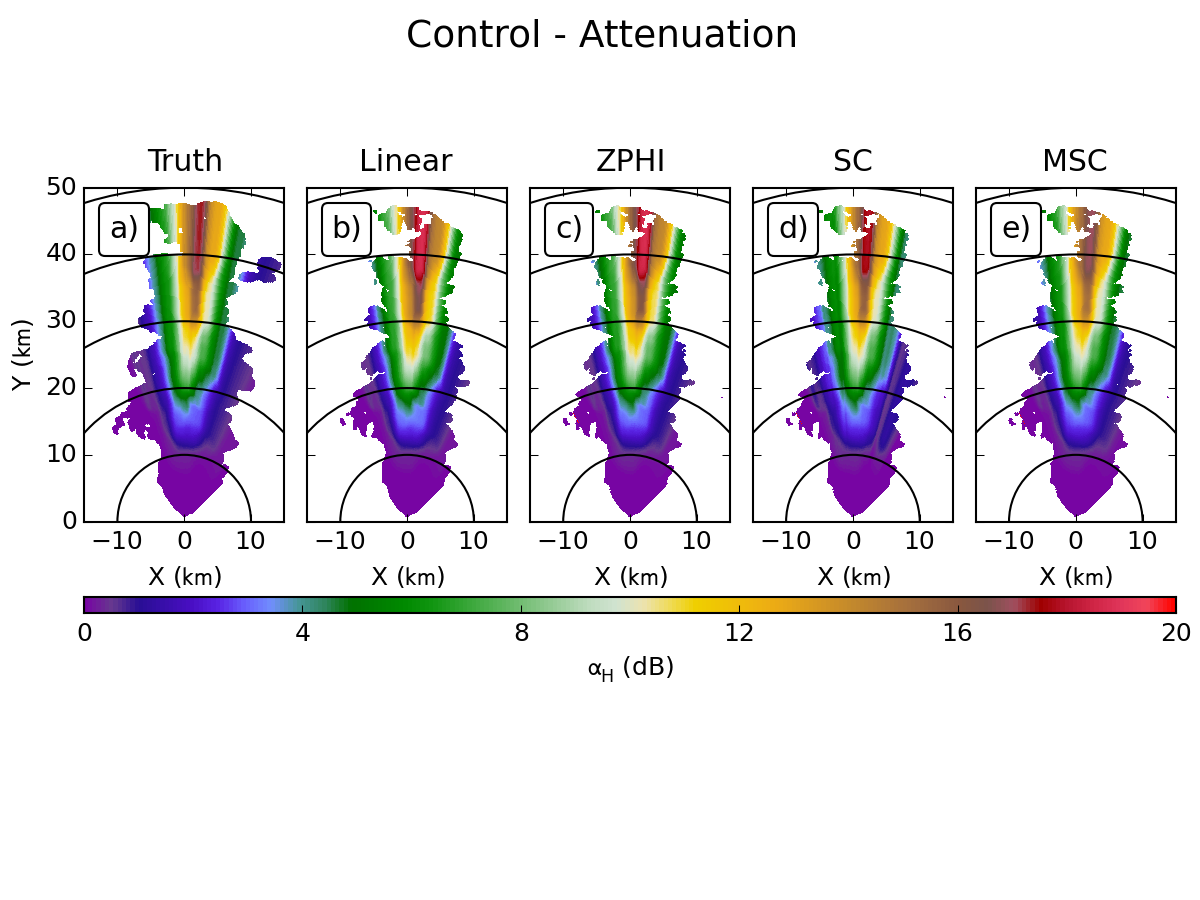 Control - Attenuation
Truth Linear ZPHI SC MSC
a) b) c) d) e)
50
40
30
20
10
0
Y (km)
−10 0 10 −10 0 10 −10 0 10 −10 0 10 −10 0 10
X (km) X (km) X (km) X (km) X (km)
0 4 8 12 16 20
αH (dB)